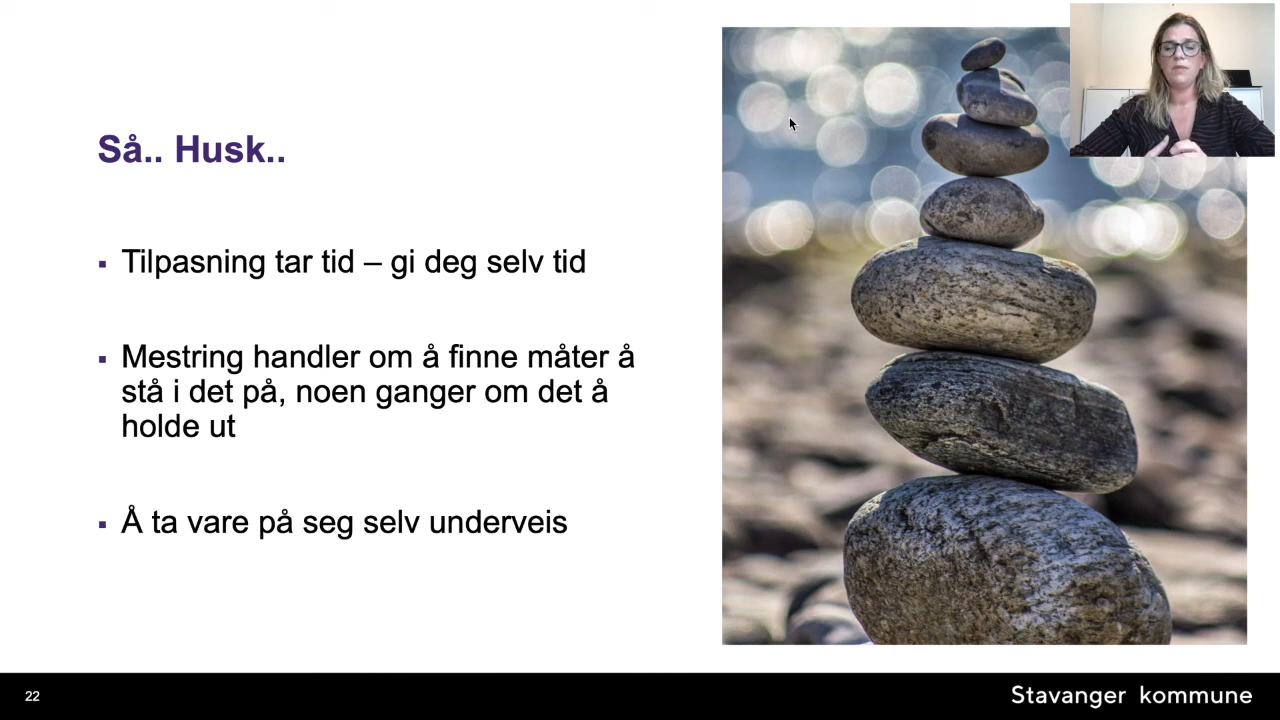 Så.. Husk..
▪ Tilpasning tar tid – gi deg selv tid
▪ Mestring handler om å finne måter å
stå i det på, noen ganger om det å
holde ut
▪ Å ta vare på seg selv underveis
22
Stavanger kommune